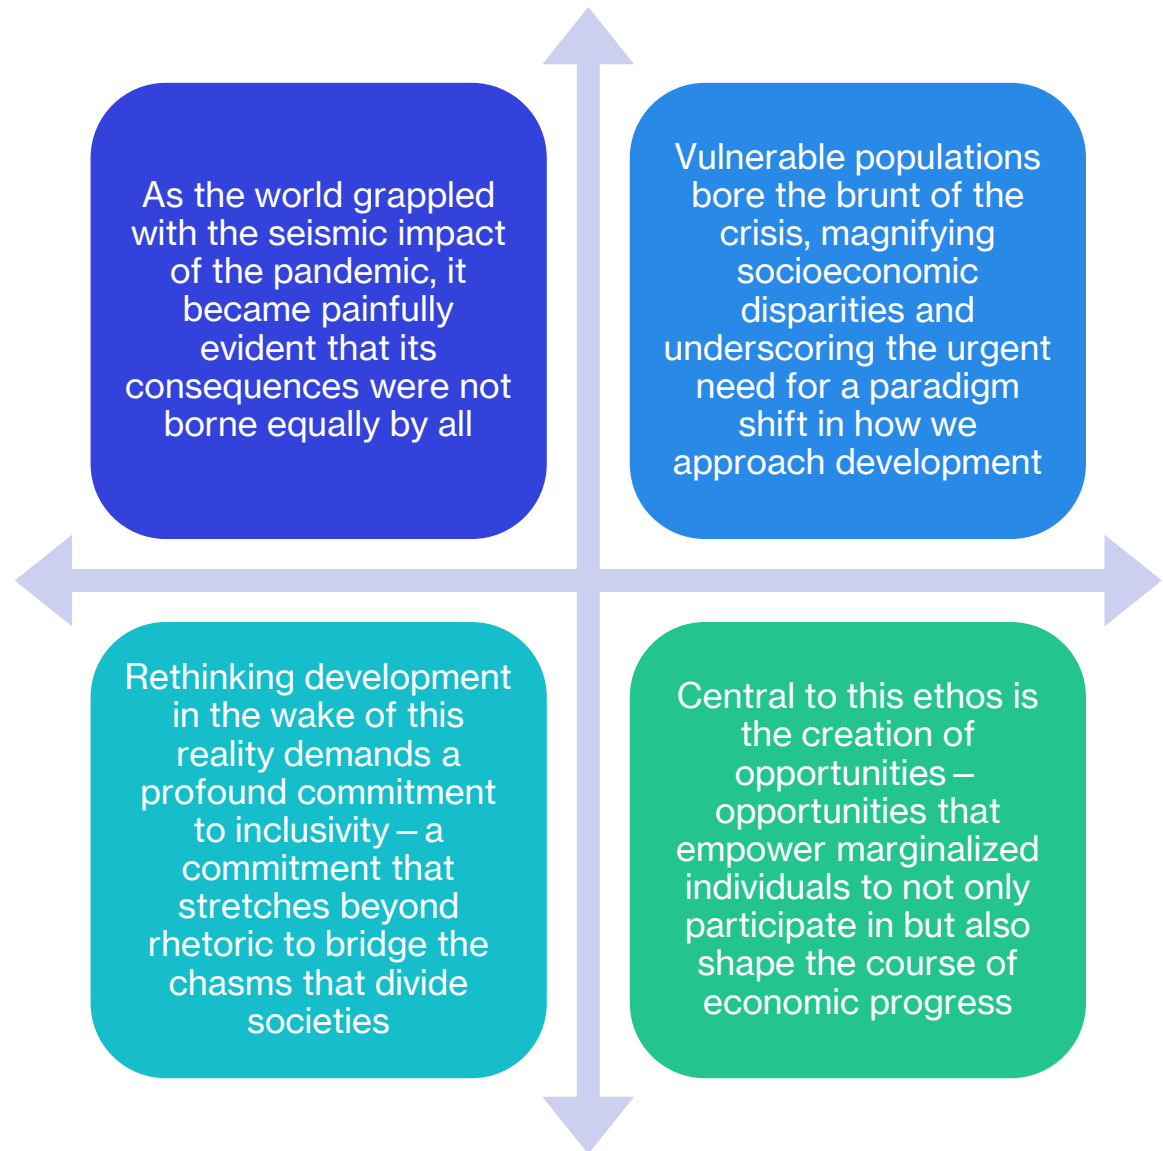 As the world grappled
with the seismic impact
of the pandemic, it
became painfully
evident that its
consequences were not
borne equally by all
Vulnerable populations
bore the brunt of the
crisis, magnifying
socioeconomic
disparities and
underscoring the urgent
need for a paradigm
shift in how we
approach development
Rethinking development
in the wake of this
reality demands a
profound commitment
to inclusivity – a
commitment that
stretches beyond
rhetoric to bridge the
chasms that divide
societies
Central to this ethos is
the creation of
opportunities –
opportunities that
empower marginalized
individuals to not only
participate in but also
shape the course of
economic progress